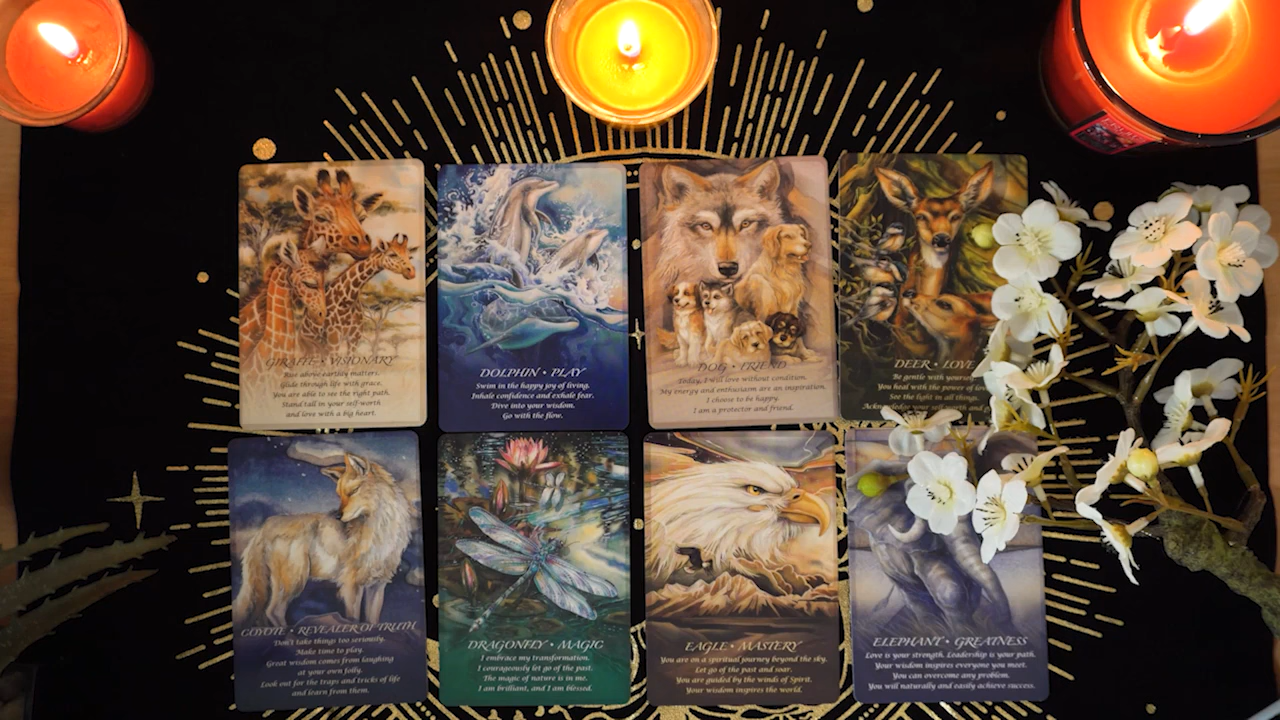 GIRAFFE • VISIONARY
Rise above earthly matters.
Glide through life with grace.
You are able to see the right path.
Stand tall in your self-worth
and love with a big heart.
DOLPHIN • PLAY
Swim in the happy joy of living.
Inhale confidence and exhale fear.
Dive into your wisdom.
Go with the flow.
DOG • FRIEND
Today, I will love without condition.
My energy and enthusiasm are an inspiration.
I choose to be happy.
I am a protector and friend.
DEER • LOVE
Be gentle with yourself.
You heal with the power of
See the light in all things.
Acknowledge your self-worth and
COYOTE • REVEALER OF TRUTH
Don't take things too seriously.
Make time to play.
Great wisdom comes from laughing
at your own folly.
Look out for the traps and tricks of life
and learn from them.
DRAGONFLY • MAGIC
I embrace my transformation.
I courageously let go of the past.
The magic of nature is in me.
I am brilliant, and I am blessed.
EAGLE • MASTERY
You are on a spiritual journey beyond the sky.
Let go of the past and soar.
You are guided by the winds of Spirit.
Your wisdom inspires the world.
ELEPHANT • GREATNESS
Love is your strength. Leadership is your path.
Your wisdom inspires everyone you meet.
You can overcome any problem.
You will naturally and easily achieve success.